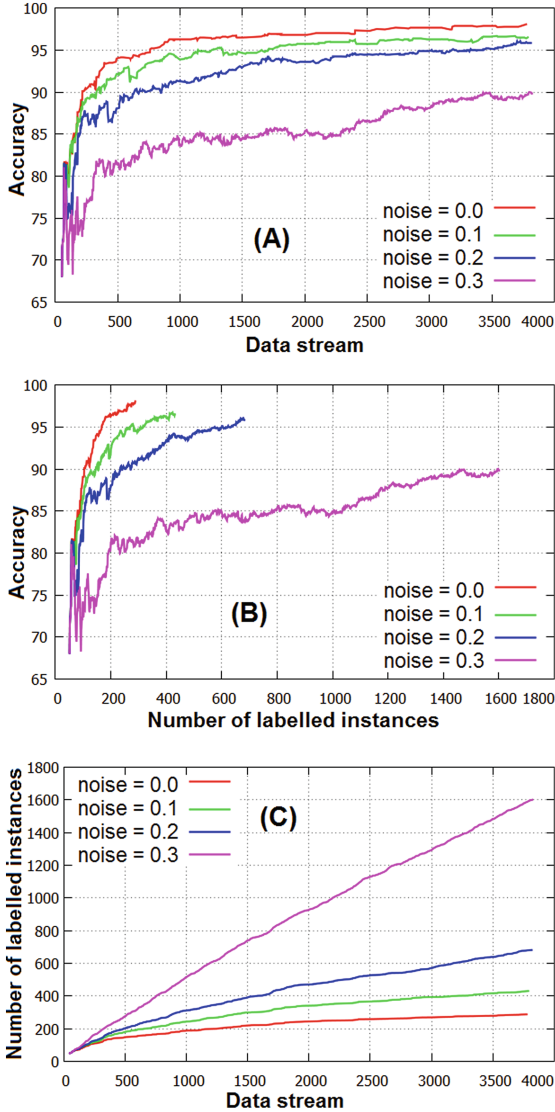 100
95
90
85
80
75
70
65
Accuracy
noise = 0.0
noise = 0.1
noise = 0.2
noise = 0.3
(A)
0 500 1000 1500 2000 2500 3000 3500 4000
Data stream
100
95
90
85
80
75
70
65
Accuracy
noise = 0.0
noise = 0.1
noise = 0.2
noise = 0.3
(B)
0 200 400 600 800 1000 1200 1400 1600 1800
Number of labelled instances
1800
1600
1400
1200
1000
800
600
400
200
0
Number of labelled instances
noise = 0.0
noise = 0.1
noise = 0.2
noise = 0.3
(C)
0 500 1000 1500 2000 2500 3000 3500 4000
Data stream